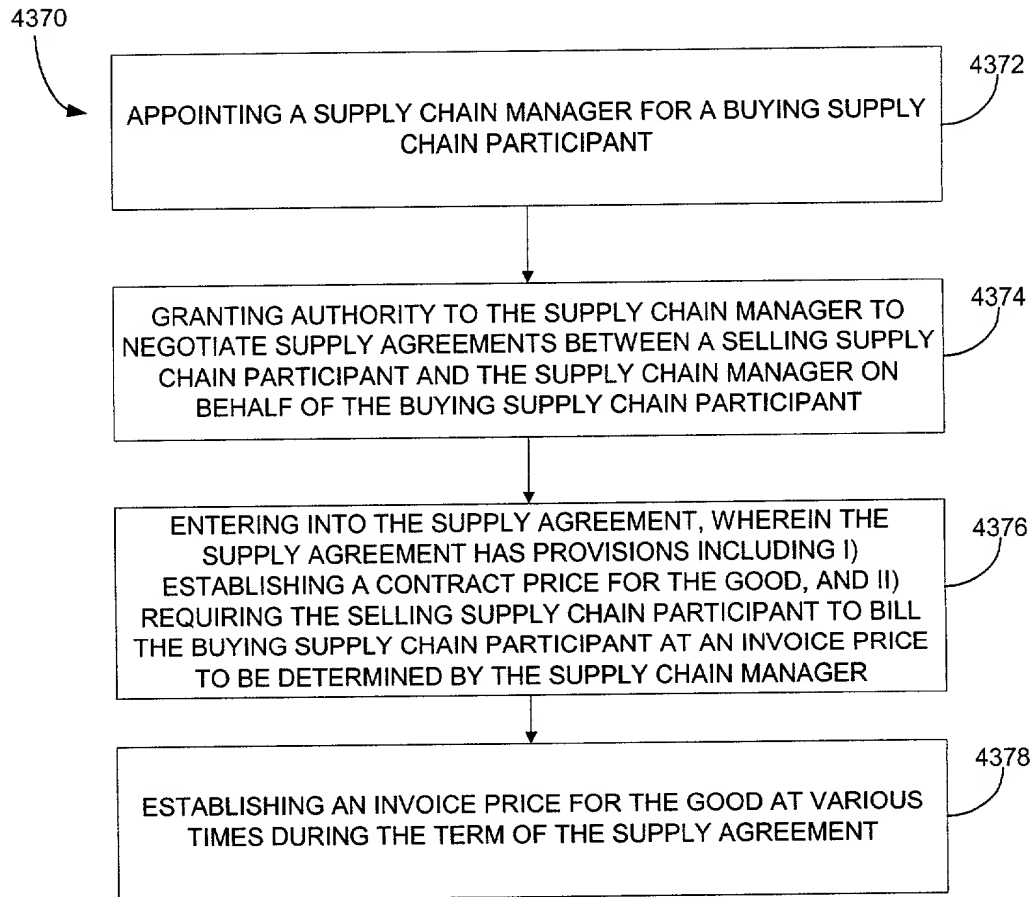 4370
4372
APPOINTING A SUPPLY CHAIN MANAGER FOR A BUYING SUPPLY
CHAIN PARTICIPANT
4374
GRANTING AUTHORITY TO THE SUPPLY CHAIN MANAGER TO
NEGOTIATE SUPPLY AGREEMENTS BETWEEN A SELLING SUPPLY
CHAIN PARTICIPANT AND THE SUPPLY CHAIN MANAGER ON
BEHALF OF THE BUYING SUPPLY CHAIN PARTICIPANT
4376
ENTERING INTO THE SUPPLY AGREEMENT, WHEREIN THE
SUPPLY AGREEMENT HAS PROVISIONS INCLUDING I)
ESTABLISHING A CONTRACT PRICE FOR THE GOOD, AND II)
REQUIRING THE SELLING SUPPLY CHAIN PARTICIPANT TO BILL
THE BUYING SUPPLY CHAIN PARTICIPANT AT AN INVOICE PRICE
TO BE DETERMINED BY THE SUPPLY CHAIN MANAGER
4378
ESTABLISHING AN INVOICE PRICE FOR THE GOOD AT VARIOUS
TIMES DURING THE TERM OF THE SUPPLY AGREEMENT